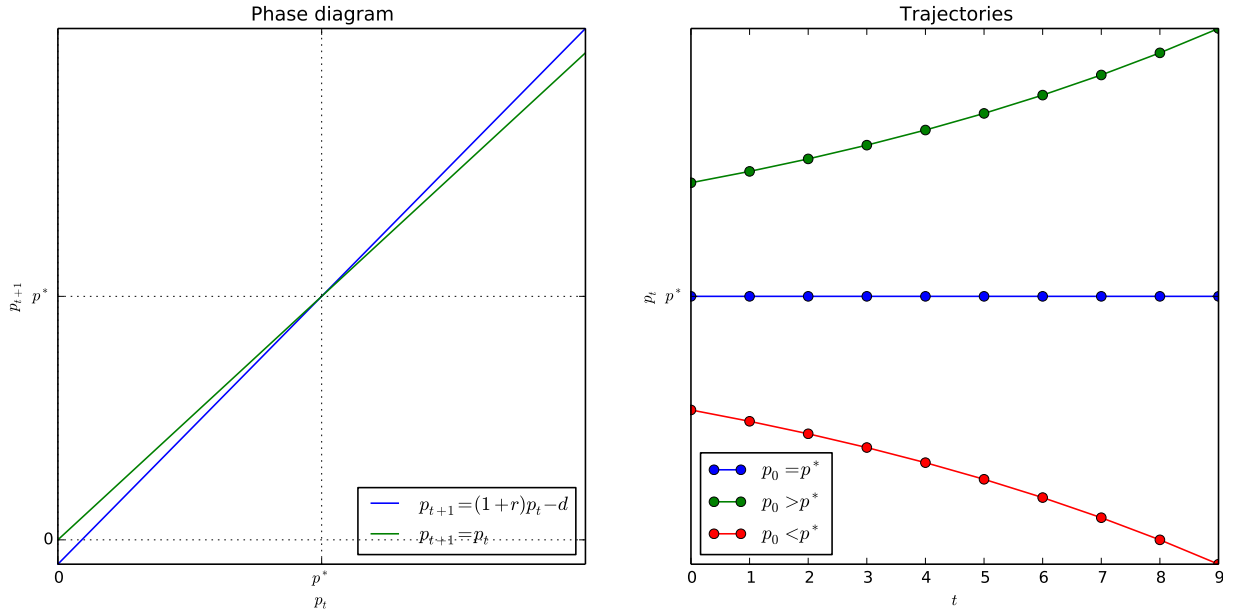 Phase diagram
p_{t+1}
p*
0
0
p*
p_t
p_{t+1}=(1+r)p_t−d
p_{t+1}=p_t
Trajectories
p_t
p*
p_0=p*
p_0>p*
p_0<p*
0 1 2 3 4 5 6 7 8 9
t